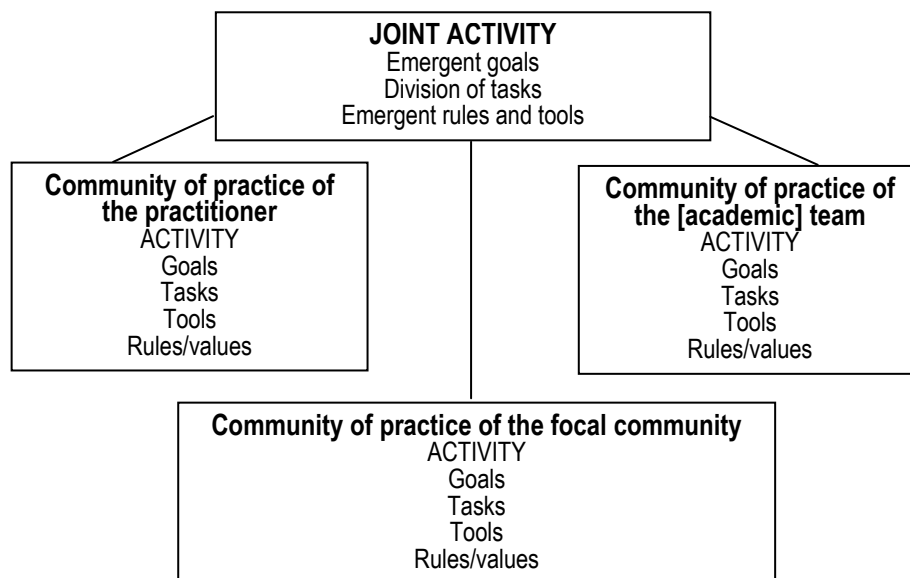 JOINT ACTIVITY
Emergent goals
Division of tasks
Emergent rules and tools
Community of practice of
the practitioner
ACTIVITY
Goals
Tasks
Tools
Rules/values
Community of practice of
the [academic] team
ACTIVITY
Goals
Tasks
Tools
Rules/values
Community of practice of the focal community
ACTIVITY
Goals
Tasks
Tools
Rules/values